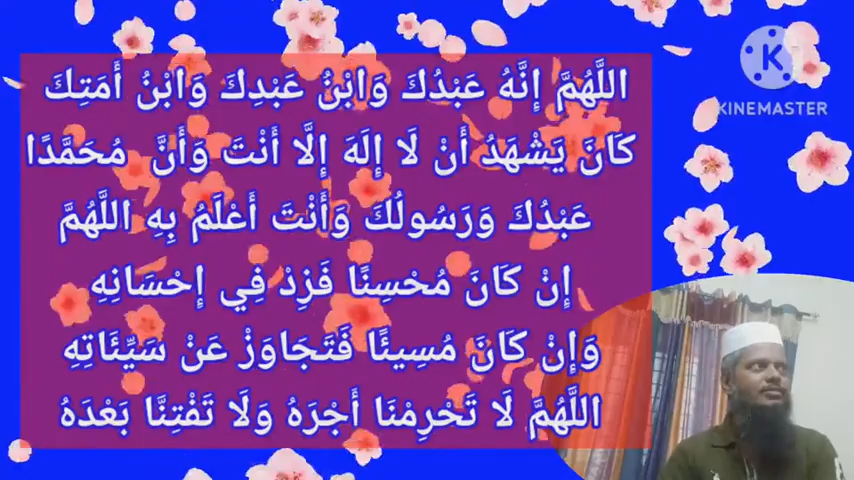 اللَّهُمَّ إِنَّهُ عَبْدُكَ وَابْنُ عَبْدِكَ وَابْنُ أَمَتِكَ
كَانَ يَشْهَدُ أَنْ لَا إِلَهَ إِلَّا أَنْتَ وَأَنَّ مُحَمَّدًا
عَبْدُكَ وَرَسُولُكَ وَأَنْتَ أَعْلَمُ بِهِ اللَّهُمَّ
إِنْ كَانَ مُحْسِنًا فَزِدْ فِي إِحْسَانِهِ
وَإِنْ كَانَ مُسِيئًا فَتَجَاوَزْ عَنْ سَيِّئَاتِهِ
اللَّهُمَّ لَا تَحْرِمْنَا أَجْرَهُ وَلَا تَفْتِنَّا بَعْدَهُ
KINEMASTER